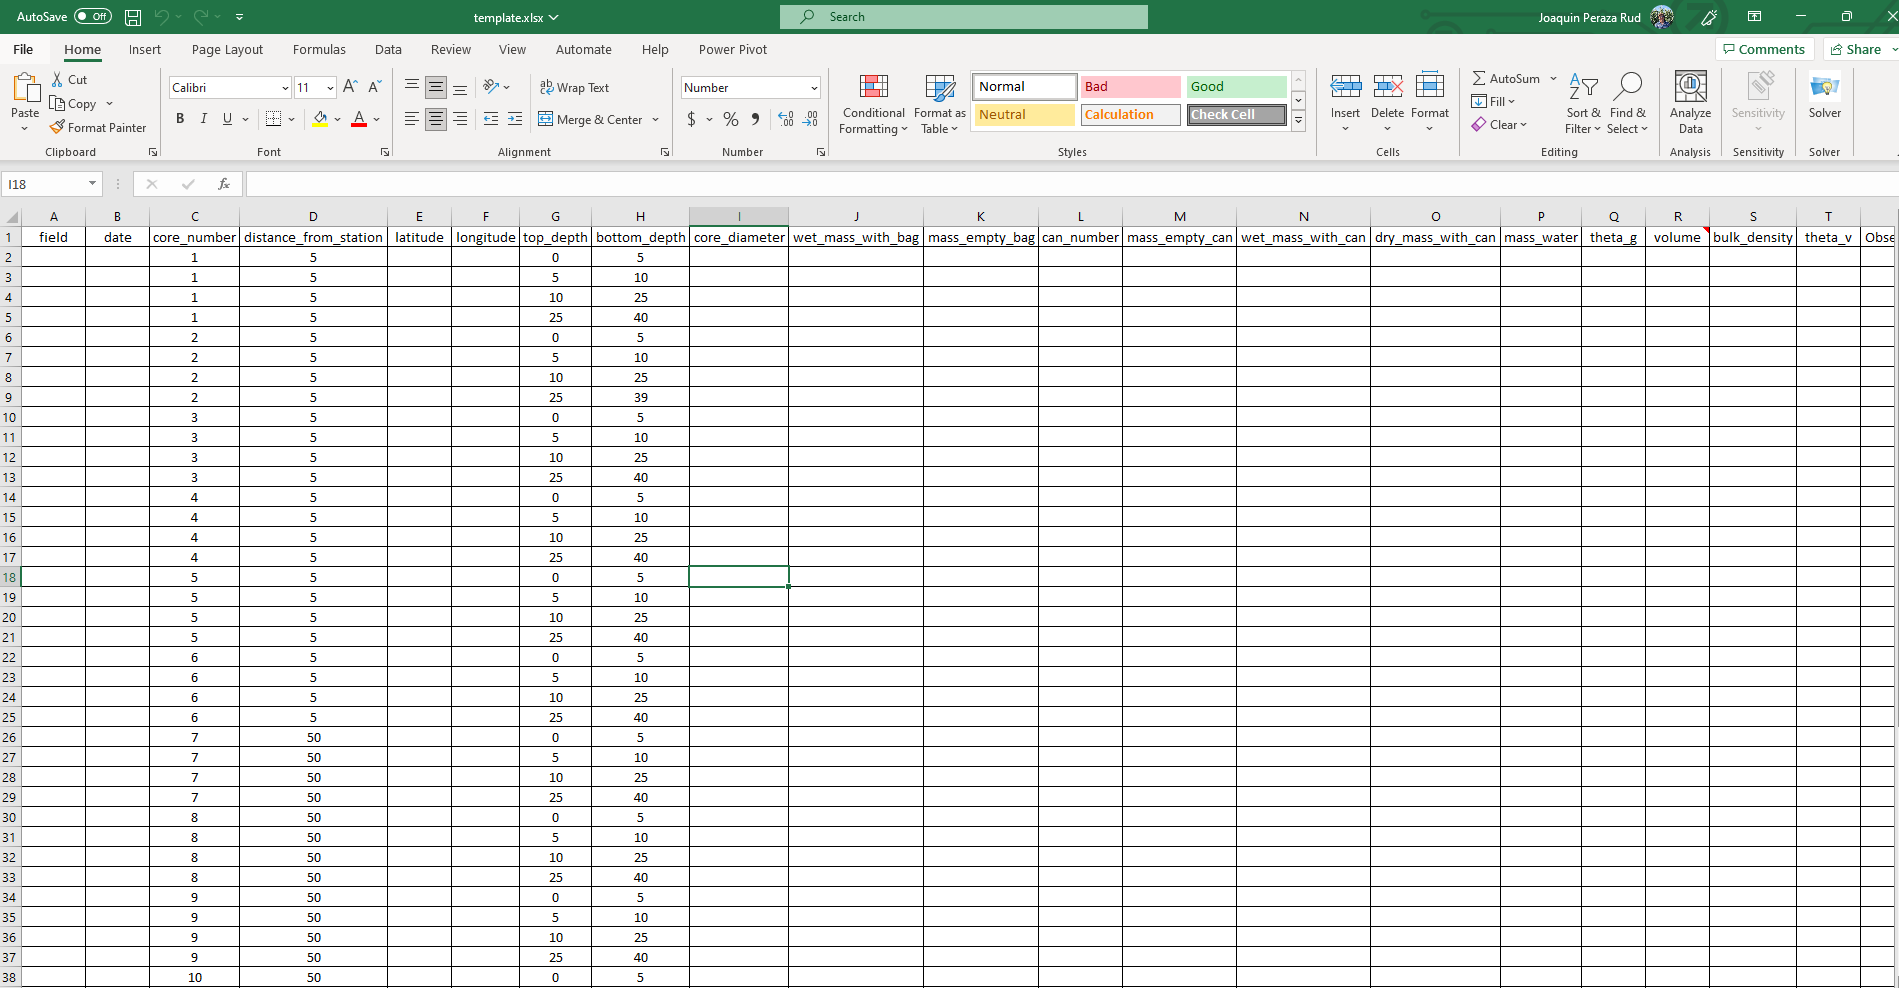 AutoSave Off template.xlsx Search Joaquin Peraza Rud
File Home Insert Page Layout Formulas Data Review View Automate Help Power Pivot Comments Share
Paste Cut Copy Format Painter Clipboard
Calibri 11 B I U A Font
Wrap Text Merge & Center Alignment
Number $ % Number
Conditional Formatting Format as Table Normal Bad Good Neutral Calculation Check Cell Styles
Insert Delete Format Cells
AutoSum Fill Clear Sort & Filter Find & Select Editing
Analyze Data Analysis
Sensitivity Sensitivity
Solver Solver
I18 fx
A B C D E F G H I J K L M N O P Q R S T
1 field date core_number distance_from_station latitude longitude top_depth bottom_depth core_diameter wet_mass_with_bag mass_empty_bag can_number mass_empty_can wet_mass_with_can dry_mass_with_can mass_water theta_g volume bulk_density theta_v Obse
2 1 5 0 5
3 1 5 5 10
4 1 5 10 25
5 1 5 25 40
6 2 5 0 5
7 2 5 5 10
8 2 5 10 25
9 2 5 25 39
10 3 5 0 5
11 3 5 5 10
12 3 5 10 25
13 3 5 25 40
14 4 5 0 5
15 4 5 5 10
16 4 5 10 25
17 4 5 25 40
18 5 5 0 5
19 5 5 5 10
20 5 5 10 25
21 5 5 25 40
22 6 5 0 5
23 6 5 5 10
24 6 5 10 25
25 6 5 25 40
26 7 50 0 5
27 7 50 5 10
28 7 50 10 25
29 7 50 25 40
30 8 50 0 5
31 8 50 5 10
32 8 50 10 25
33 8 50 25 40
34 9 50 0 5
35 9 50 5 10
36 9 50 10 25
37 9 50 25 40
38 10 50 0 5